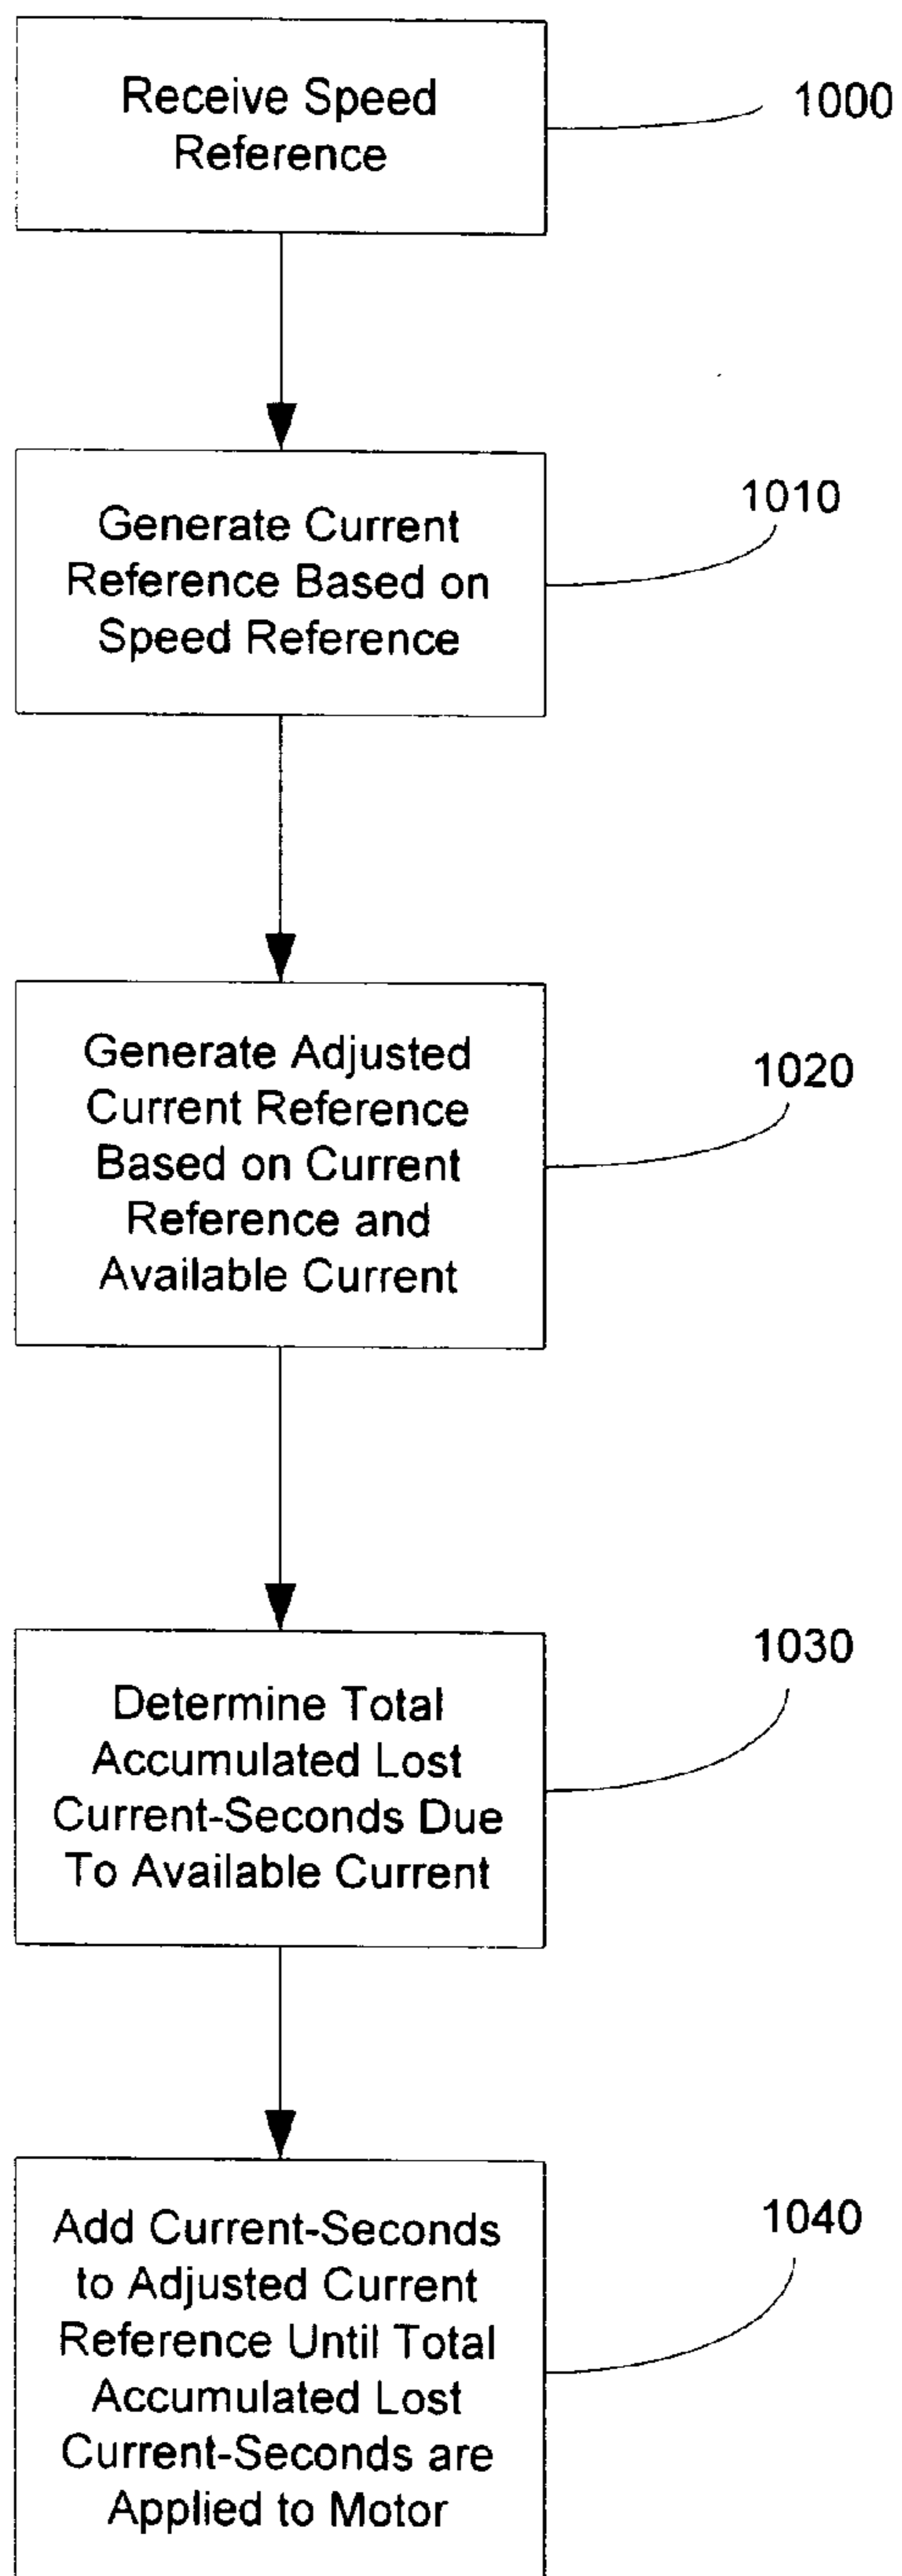 Receive Speed
Reference
1000
Generate Current
Reference Based on
Speed Reference
1010
Generate Adjusted
Current Reference
Based on Current
Reference and
Available Current
1020
Determine Total
Accumulated Lost
Current-Seconds Due
To Available Current
1030
Add Current-Seconds
to Adjusted Current
Reference Until Total
Accumulated Lost
Current-Seconds are
Applied to Motor
1040